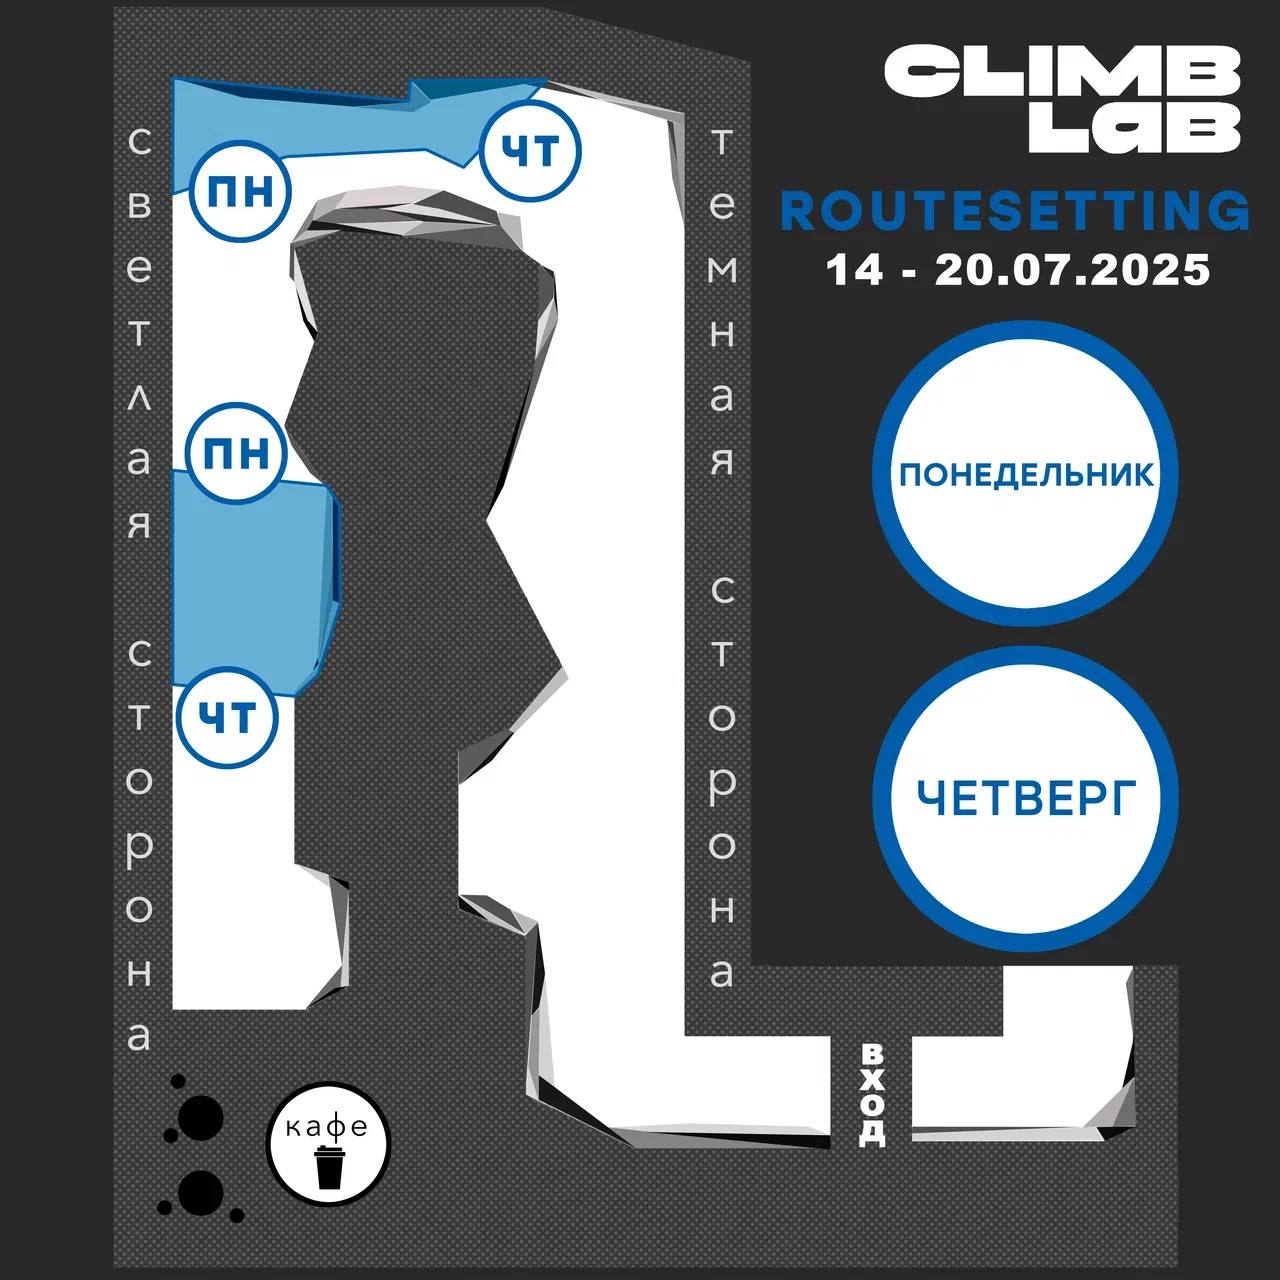 CLIMB
LaB
ROUTESETTING
14 - 20.07.2025
светлая сторона
темная сторона
ПН
ЧТ
ПН
ЧТ
ПОНЕДЕЛЬНИК
ЧЕТВЕРГ
ВХОД
кафе